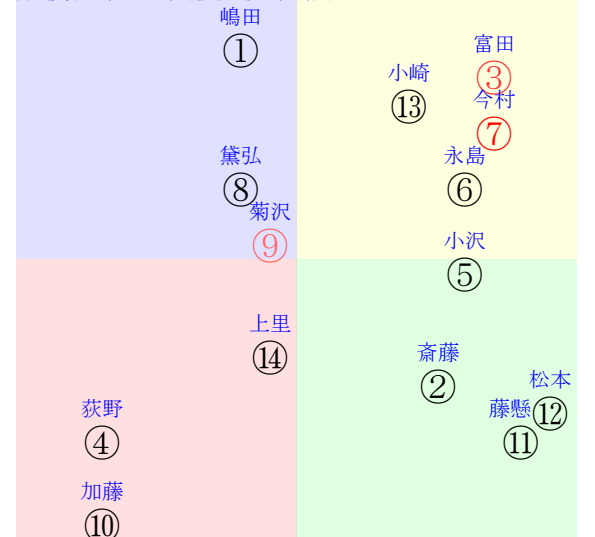 嶋田
①
富田
③
小崎
⑬
今村
⑦
黛弘
⑧
永島
⑥
菊沢
⑨
小沢
⑤
上里
⑭
斎藤
②
松本
⑫
荻野
④
藤懸
⑪
加藤
⑩